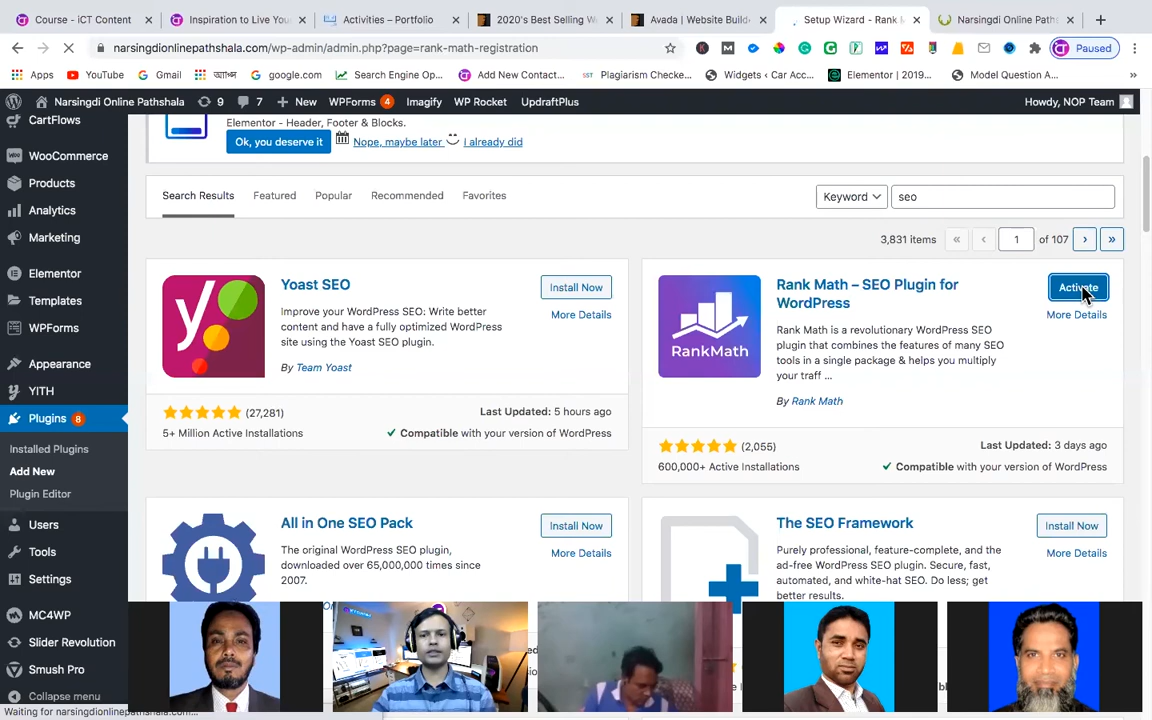 Course - iCT Content
Inspiration to Live Your
Activities – Portfolio
2020's Best Selling W
Avada | Website Builde
Setup Wizard - Rank M
Narsingdi Online Paths
narsingdionlinepathshala.com/wp-admin/admin.php?page=rank-math-registration
Paused
Apps
YouTube
Gmail
google.com
Search Engine Op...
Add New Contact...
Plagiarism Checke...
Widgets ‹ Car Acc...
Elementor | 2019...
Model Question A...
Narsingdi Online Pathshala
9
7
New
WPForms 4
Imagify
WP Rocket
UpdraftPlus
Howdy, NOP Team
CartFlows
WooCommerce
Products
Analytics
Marketing
Elementor
Templates
WPForms
Appearance
YITH
Plugins 8
Installed Plugins
Add New
Plugin Editor
Users
Tools
Settings
MC4WP
Slider Revolution
Smush Pro
Collapse menu
Waiting for narsingdionlinepathshala.com...
Elementor - Header, Footer & Blocks.
Ok, you deserve it
Nope, maybe later
I already did
Search Results
Featured
Popular
Recommended
Favorites
Keyword
seo
3,831 items
«
‹
1
of 107
›
»
Yoast SEO
Install Now
More Details
Improve your WordPress SEO: Write better
content and have a fully optimized WordPress
site using the Yoast SEO plugin.
By Team Yoast
(27,281)
Last Updated: 5 hours ago
5+ Million Active Installations
Compatible with your version of WordPress
RankMath
Rank Math – SEO Plugin for
WordPress
Activate
More Details
Rank Math is a revolutionary WordPress SEO
plugin that combines the features of many SEO
tools in a single package & helps you multiply
your traff ...
By Rank Math
(2,055)
Last Updated: 3 days ago
600,000+ Active Installations
Compatible with your version of WordPress
All in One SEO Pack
Install Now
More Details
The original WordPress SEO plugin,
downloaded over 65,000,000 times since
2007.
The SEO Framework
Install Now
More Details
Purely professional, feature-complete, and the
ad-free WordPress SEO plugin. Secure, fast,
automated, and white-hat SEO. Do less; get
better results.